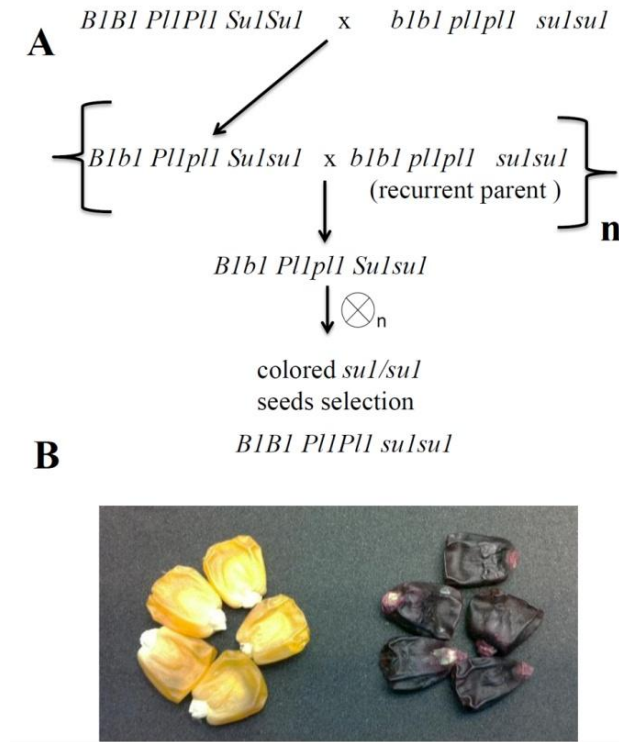 A
B1B1 Pl1Pl1 Su1Su1 x b1b1 pl1pl1 su1su1
B1b1 Pl1pl1 Su1su1 x b1b1 pl1pl1 su1su1
(recurrent parent )
n
B1b1 Pl1pl1 Su1su1
n
colored su1/su1
seeds selection
B1B1 Pl1Pl1 su1su1
B